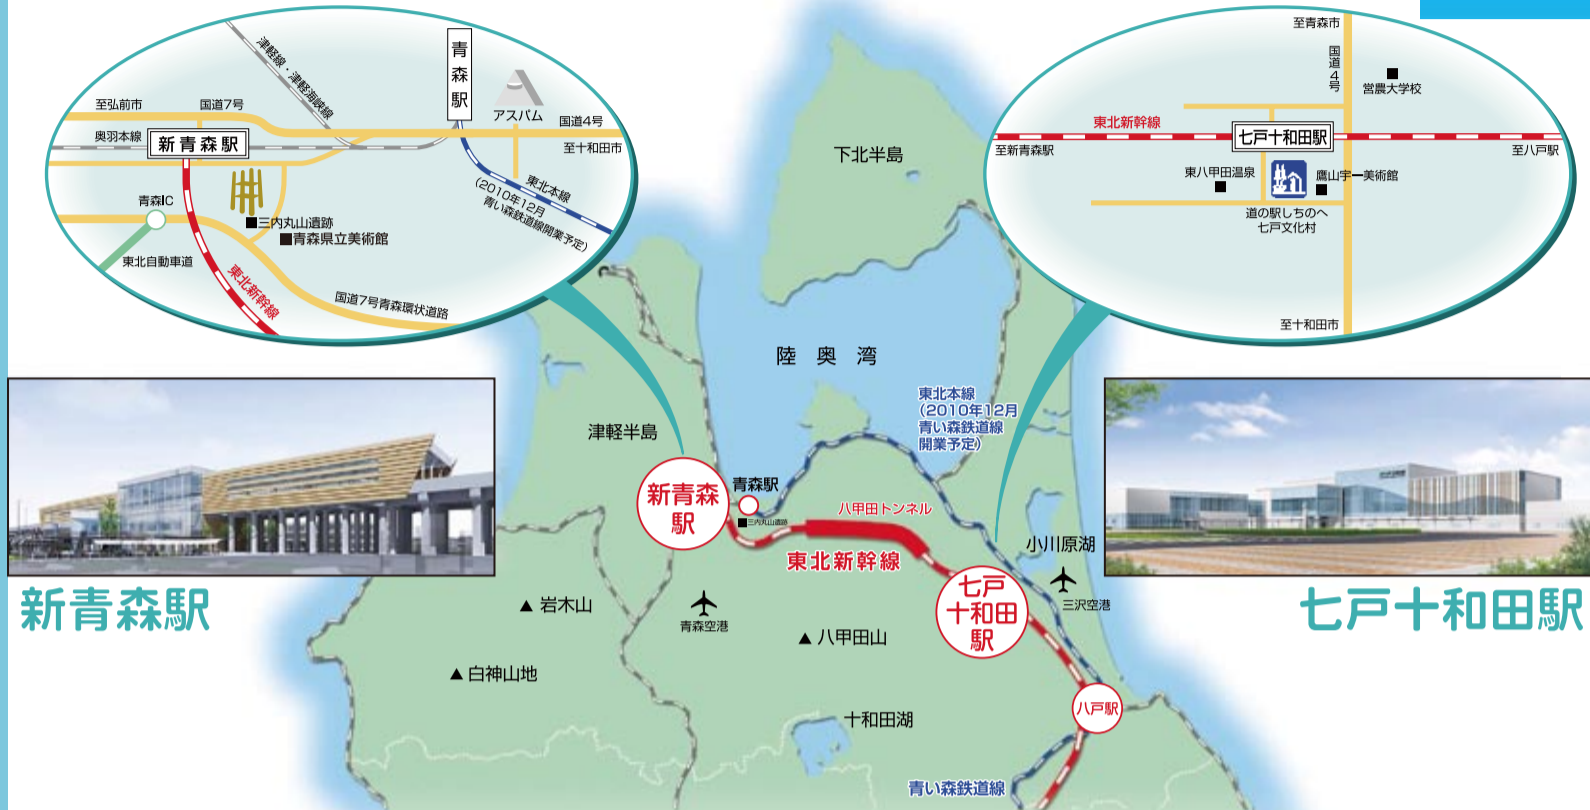 津軽線・津軽海峡線
青森駅
アスパム
至弘前市
国道7号
国道4号
奥羽本線
新青森駅
至十和田市
東北本線
(2010年12月
青い森鉄道線開業予定)
青森IC
三内丸山遺跡
青森県立美術館
東北自動車道
東北新幹線
国道7号青森環状道路
至青森市
国道4号
営農大学校
東北新幹線
七戸十和田駅
至新青森駅
至八戸駅
東八甲田温泉
鷹山宇一美術館
道の駅しちのへ
七戸文化村
至十和田市
下北半島
陸奥湾
東北本線
(2010年12月
青い森鉄道線
開業予定)
津軽半島
新青森
駅
青森駅
三内丸山遺跡
八甲田トンネル
東北新幹線
小川原湖
七戸
十和田
駅
三沢空港
岩木山
青森空港
八甲田山
白神山地
八戸駅
十和田湖
青い森鉄道線
新青森駅
七戸十和田駅